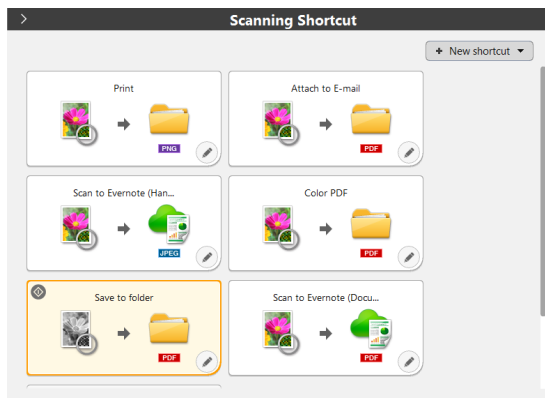 Scanning Shortcut
+ New shortcut
Print
PNG
Attach to E-mail
PDF
Scan to Evernote (Han...
JPEG
Color PDF
PDF
Save to folder
PDF
Scan to Evernote (Docu...
PDF